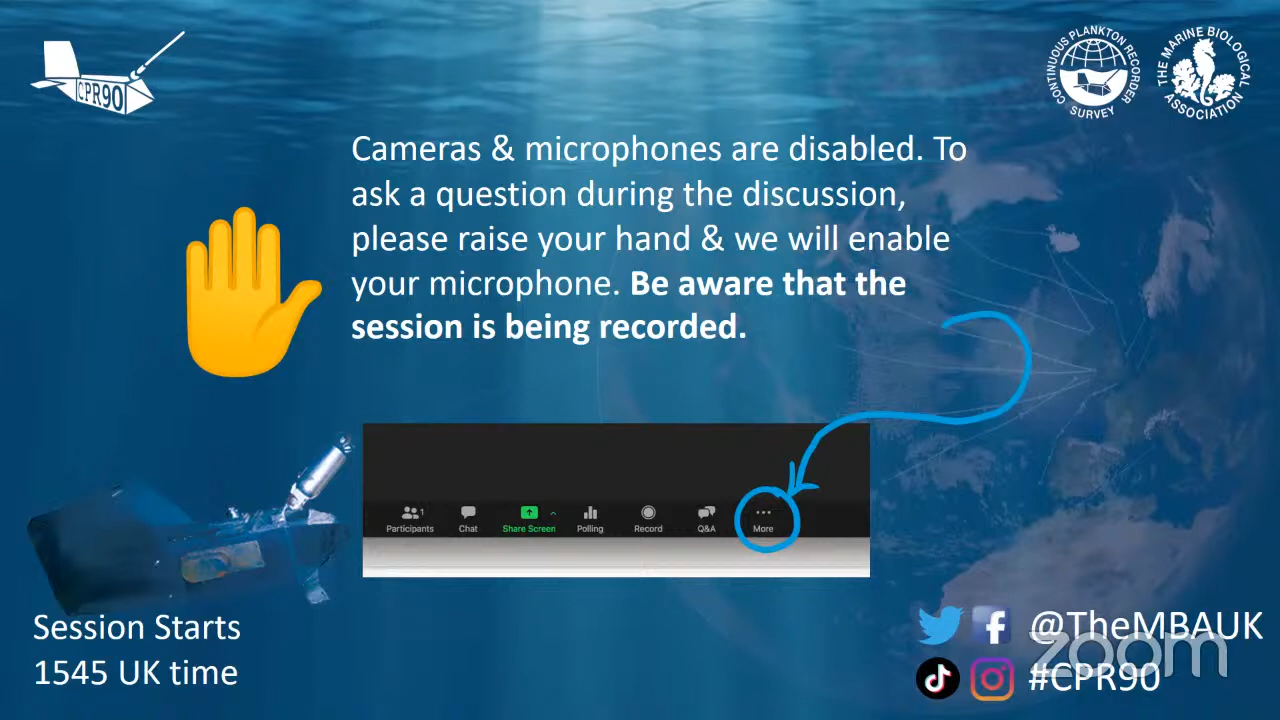 CPR90
CONTINUOUS PLANKTON RECORDER
SURVEY
THE MARINE BIOLOGICAL
ASSOCIATION
Cameras & microphones are disabled. To
ask a question during the discussion,
please raise your hand & we will enable
your microphone. Be aware that the
session is being recorded.
1
Participants
Chat
Share Screen
Polling
Record
Q&A
More
Session Starts
1545 UK time
@TheMBAUK
zoom
#CPR90